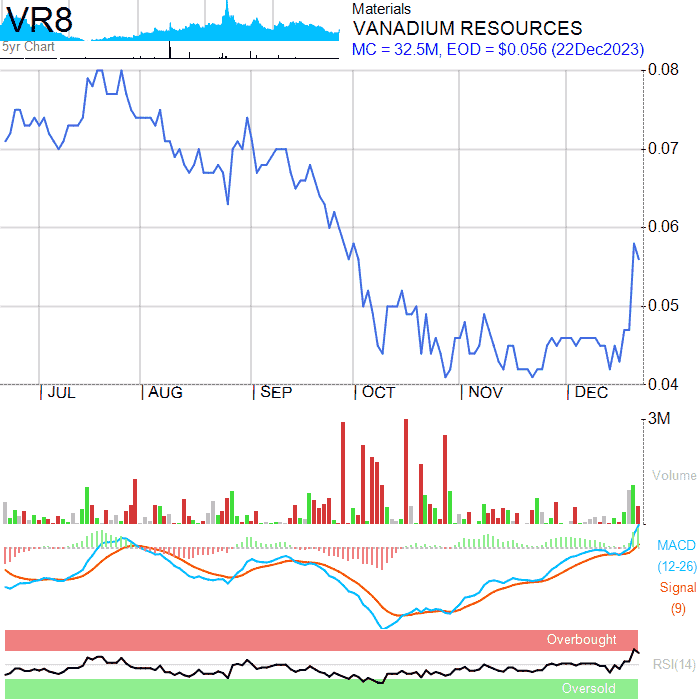 VR8
5yr Chart
Materials
VANADIUM RESOURCES
MC = 32.5M, EOD = $0.056 (22Dec2023)
0.08
0.07
0.06
0.05
0.04
JUL AUG SEP OCT NOV DEC
3M
Volume
MACD
(12-26)
Signal
(9)
Overbought
RSI(14)
Oversold